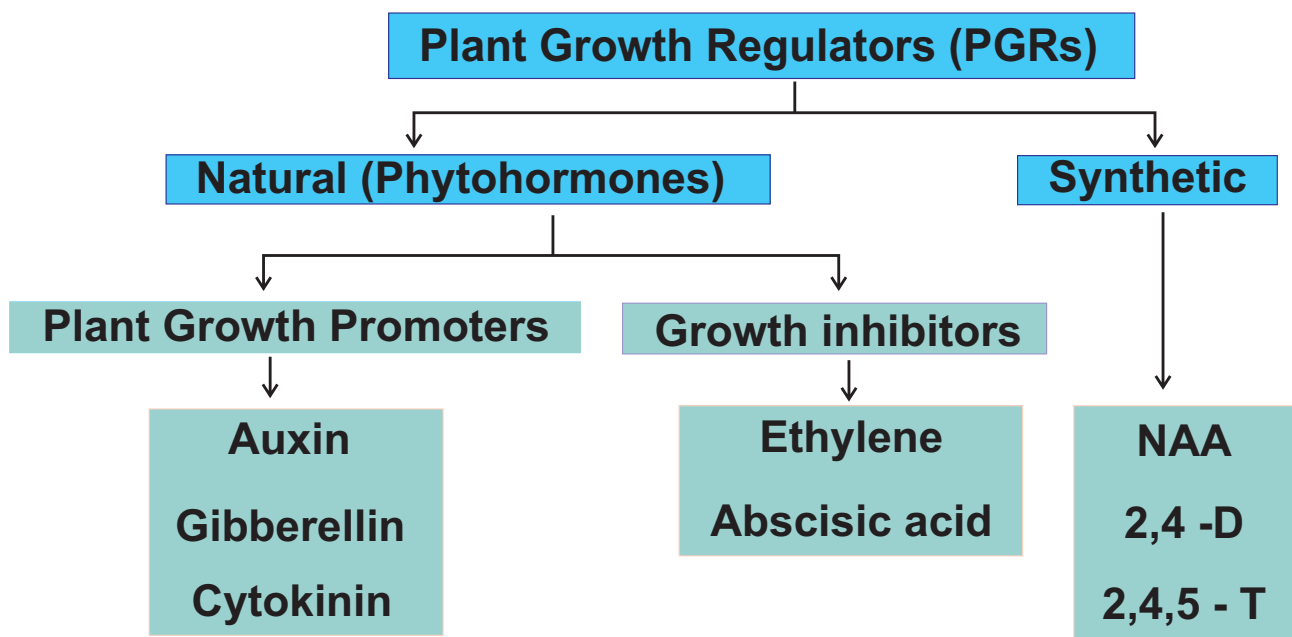 Plant Growth Regulators (PGRs)
Natural (Phytohormones)
Synthetic
Plant Growth Promoters
Growth inhibitors
Auxin
Gibberellin
Cytokinin
Ethylene
Abscisic acid
NAA
2,4 -D
2,4,5 - T